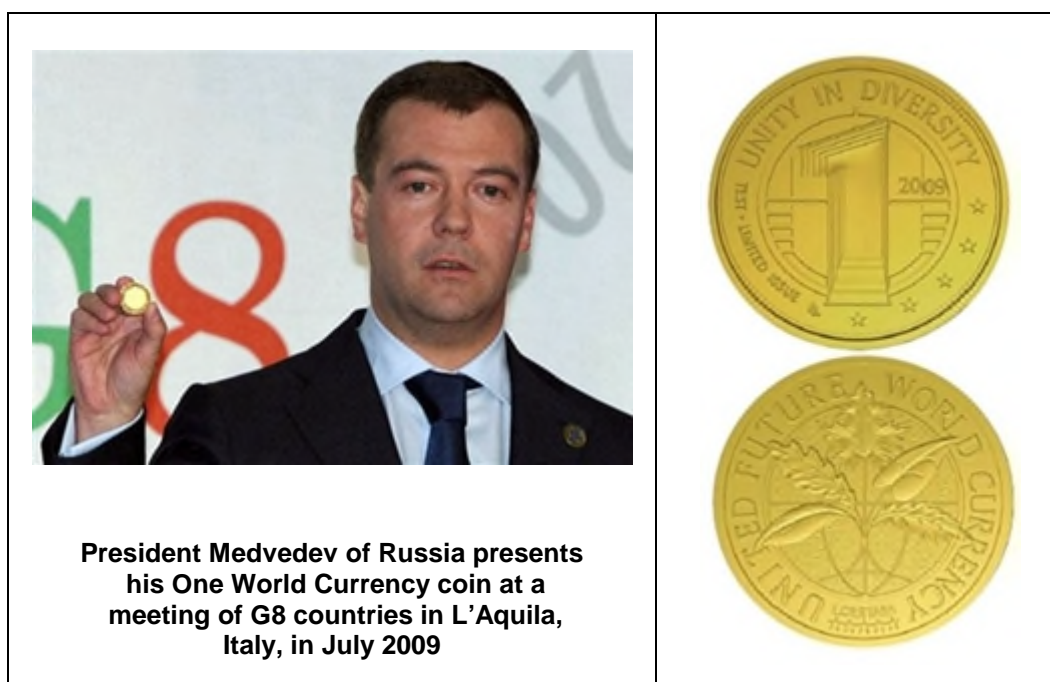 G8
President Medvedev of Russia presents
his One World Currency coin at a
meeting of G8 countries in L’Aquila,
Italy, in July 2009
UNITY IN DIVERSITY
2009
TEST • LIMITED ISSUE
UNITED FUTURE WORLD CURRENCY